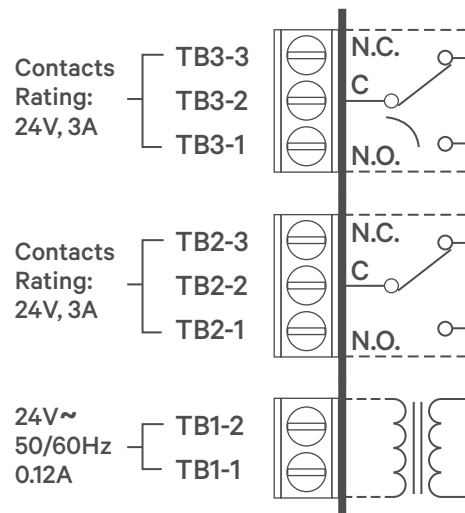 Contacts
Rating:
24V, 3A
TB3-3
TB3-2
TB3-1
N.C.
C
N.O.
Contacts
Rating:
24V, 3A
TB2-3
TB2-2
TB2-1
N.C.
C
N.O.
24V~
50/60Hz
0.12A
TB1-2
TB1-1